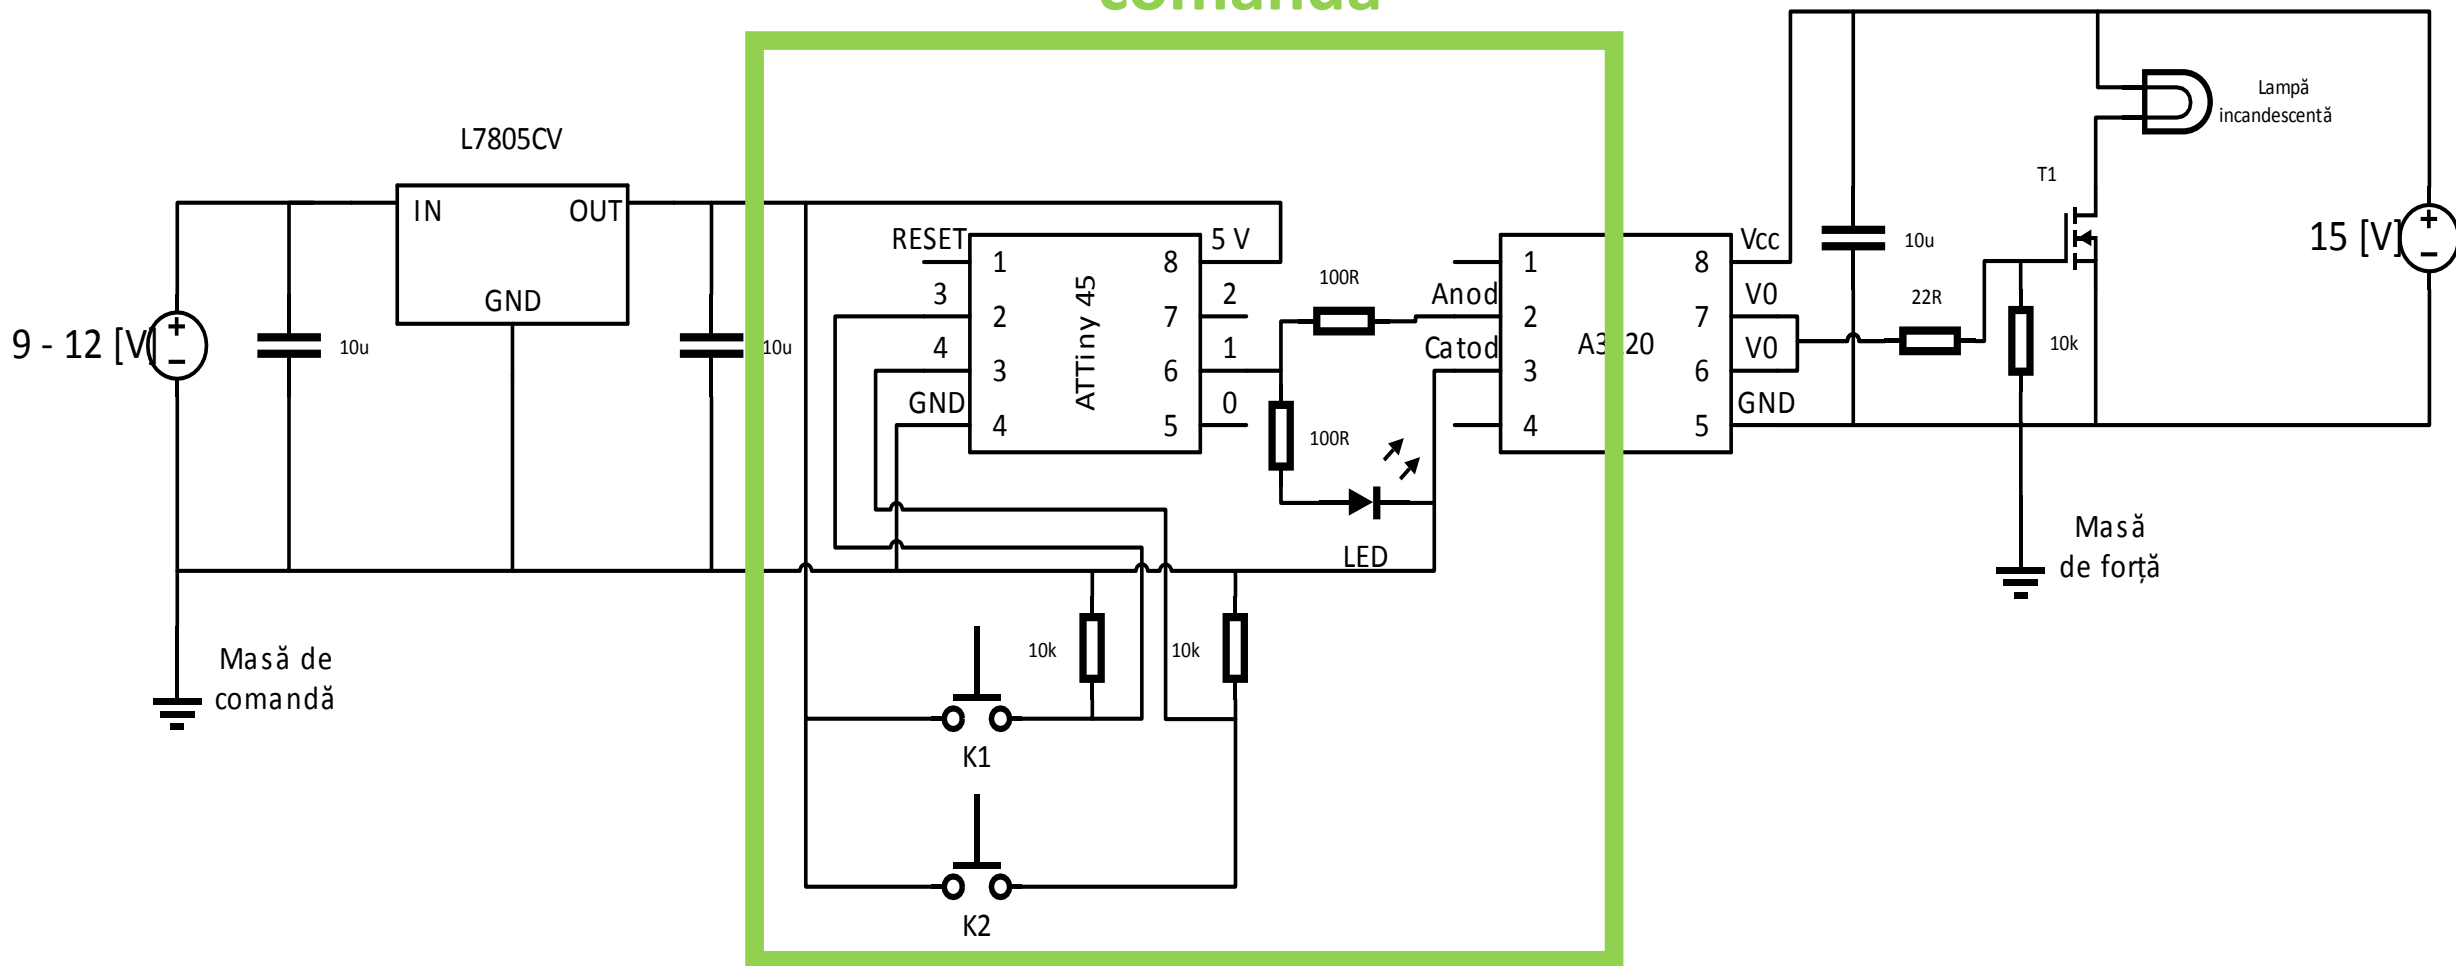 L7805CV
IN
OUT
GND
9 - 12 [V]
10u
10u
Masă de
comandă
RESET
3
4
GND
1
2
3
4
ATTiny 45
8
7
6
5
5 V
2
1
0
100R
100R
LED
10k
10k
K1
K2
Anod
Catod
1
2
3
4
8
7
6
5
Vcc
V0
V0
GND
10u
22R
10k
T1
Lampă
incandescentă
15 [V]
Masă
de forță